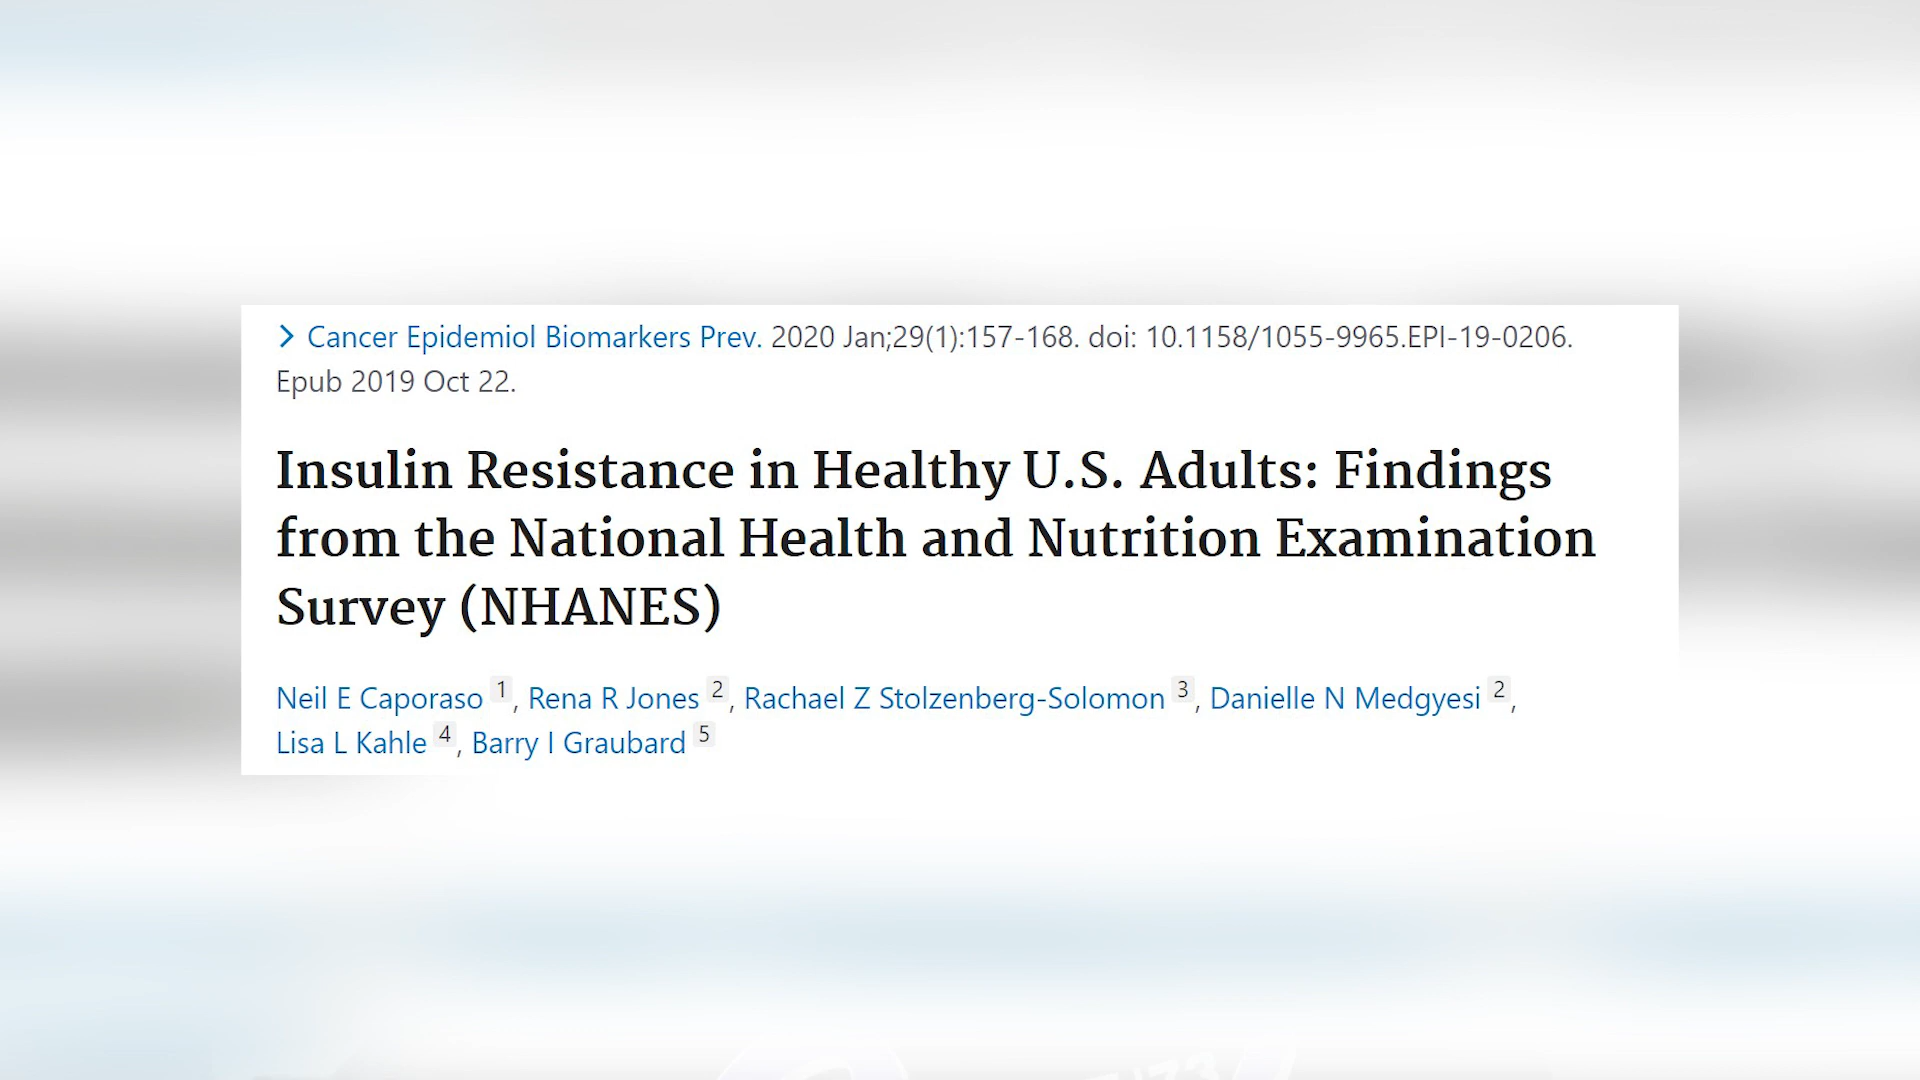 Cancer Epidemiol Biomarkers Prev. 2020 Jan;29(1):157-168. doi: 10.1158/1055-9965.EPI-19-0206.
Epub 2019 Oct 22.
Insulin Resistance in Healthy U.S. Adults: Findings
from the National Health and Nutrition Examination
Survey (NHANES)
Neil E Caporaso 1, Rena R Jones 2, Rachael Z Stolzenberg-Solomon 3, Danielle N Medgyesi 2,
Lisa L Kahle 4, Barry I Graubard 5